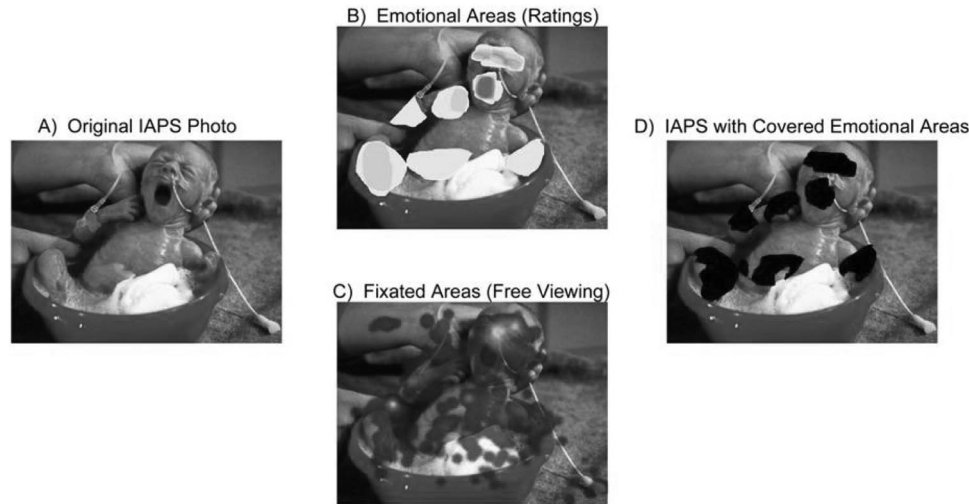 B) Emotional Areas (Ratings)
A) Original IAPS Photo
D) IAPS with Covered Emotional Areas
C) Fixated Areas (Free Viewing)